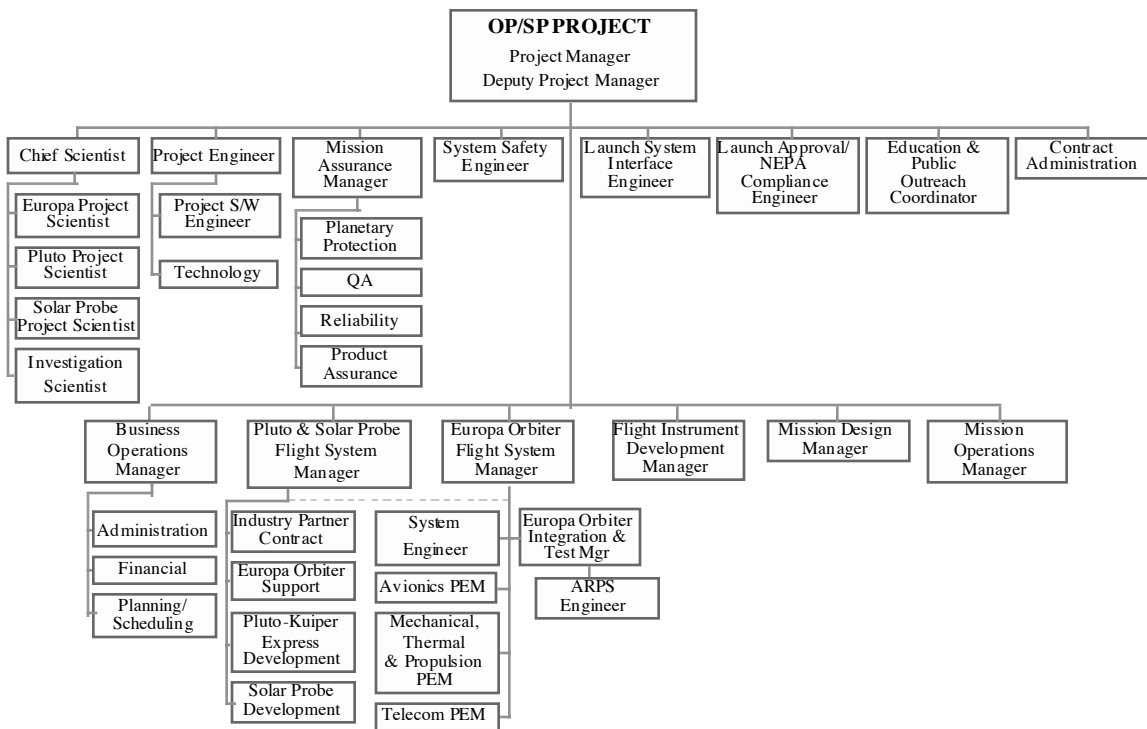 OP/SP PROJECT
Project Manager
Deputy Project Manager
Chief Scientist
Europa Project
Scientist
Pluto Project
Scientist
Solar Probe
Project Scientist
Investigation
Scientist
Project Engineer
Project S/W
Engineer
Technology
Mission
Assurance
Manager
Planetary
Protection
QA
Reliability
Product
Assurance
System Safety
Engineer
Launch System
Interface
Engineer
Launch Approval/
NEPA
Compliance
Engineer
Education &
Public
Outreach
Coordinator
Contract
Administration
Business
Operations
Manager
Administration
Financial
Planning/
Scheduling
Pluto & Solar Probe
Flight System
Manager
Industry Partner
Contract
Europa Orbiter
Support
Pluto-Kuiper
Express
Development
Solar Probe
Development
Europa Orbiter
Flight System
Manager
System
Engineer
Avionics PEM
Mechanical,
Thermal
& Propulsion
PEM
Telecom PEM
Europa Orbiter
Integration &
Test Mgr
ARPS
Engineer
Flight Instrument
Development
Manager
Mission Design
Manager
Mission
Operations
Manager